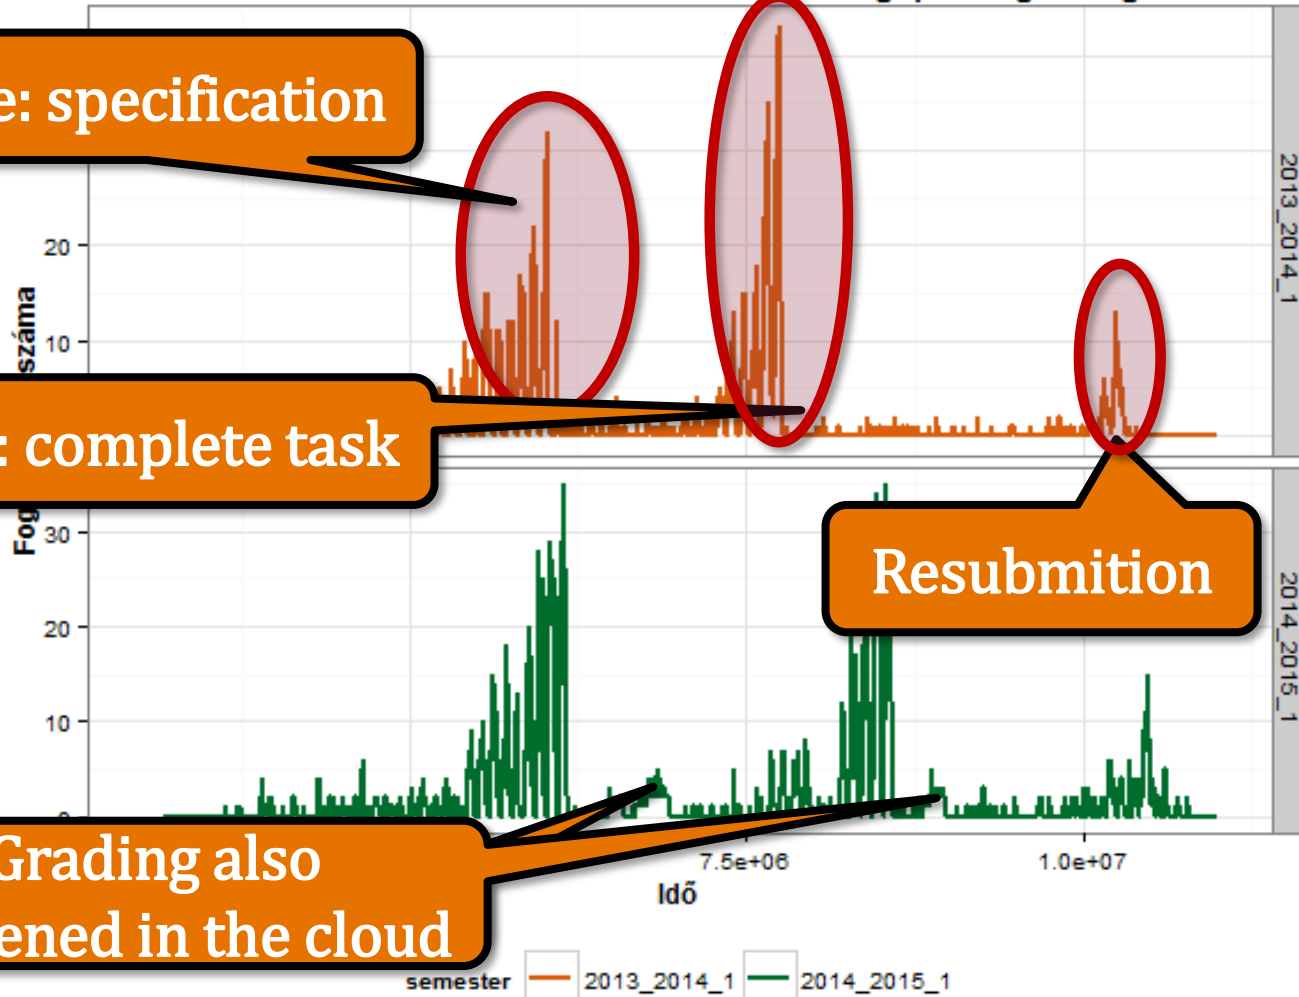 e: specification
2013_2014_1
20
10
száma
: complete task
Fog
30
20
10
0
Resubmition
2014_2015_1
Grading also
ened in the cloud
7.5e+06
1.0e+07
Idő
semester
2013_2014_1
2014_2015_1